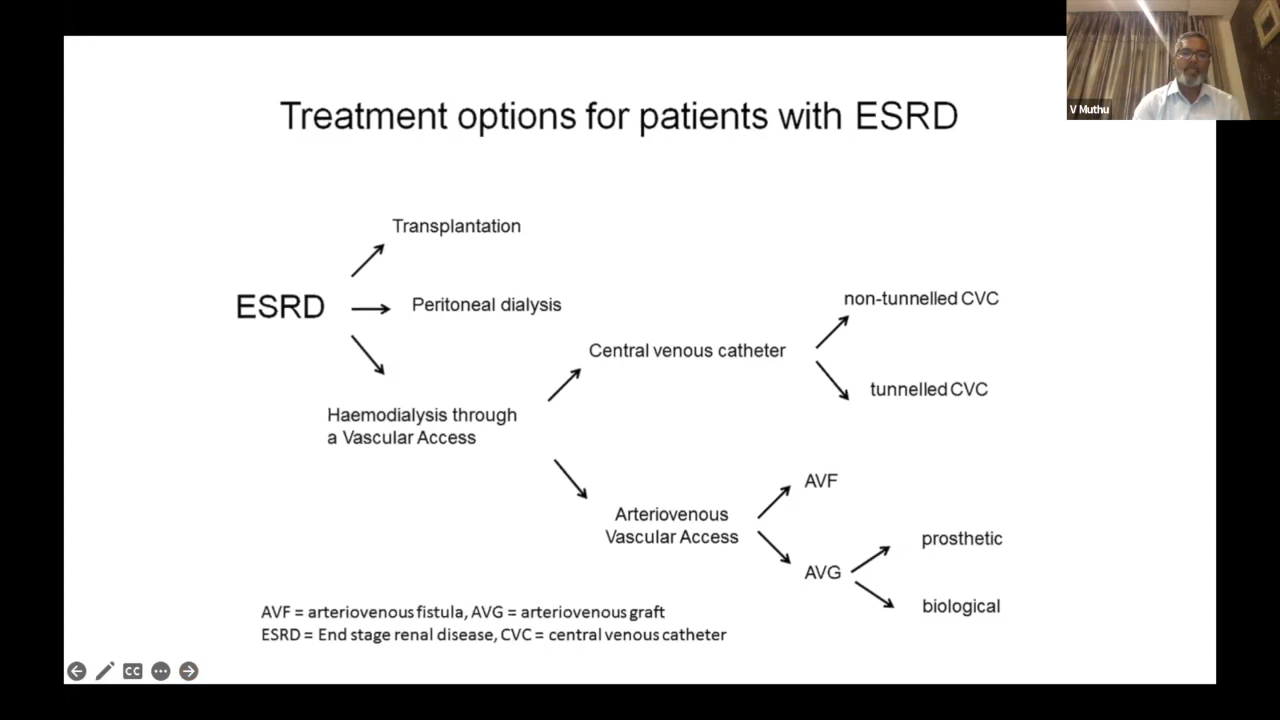 V Muthu
Treatment options for patients with ESRD
Transplantation
ESRD
Peritoneal dialysis
non-tunnelled CVC
Central venous catheter
tunnelled CVC
Haemodialysis through
a Vascular Access
AVF
Arteriovenous
Vascular Access
prosthetic
AVG
biological
AVF = arteriovenous fistula, AVG = arteriovenous graft
ESRD = End stage renal disease, CVC = central venous catheter
CC